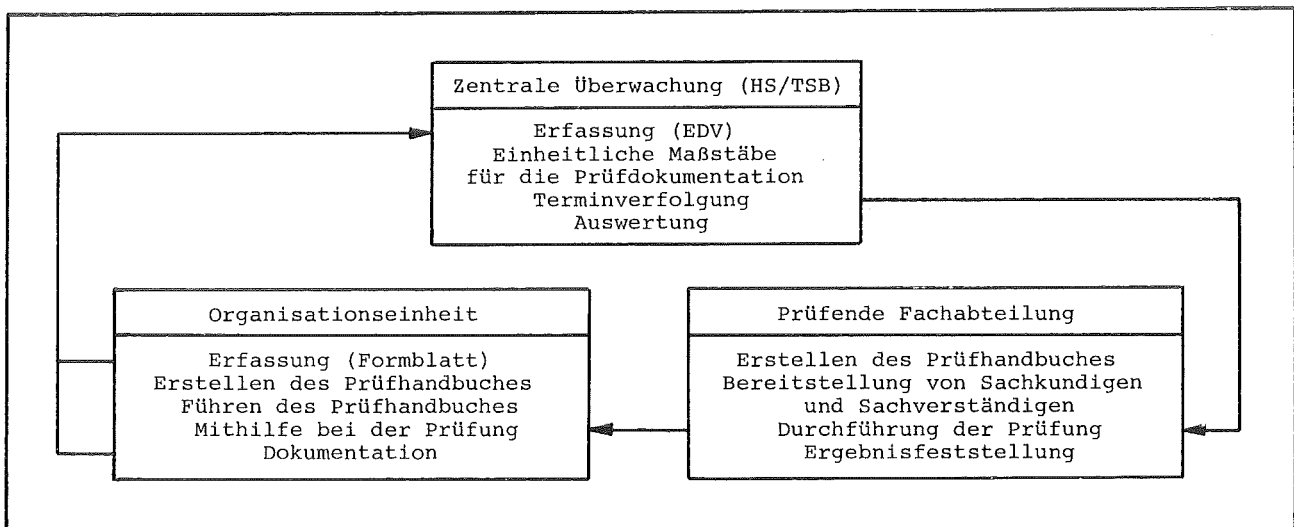 Zentrale Überwachung (HS/TSB)
Erfassung (EDV)
Einheitliche Maßstäbe
für die Prüfdokumentation
Terminverfolgung
Auswertung
Organisationseinheit
Erfassung (Formblatt)
Erstellen des Prüfhandbuches
Führen des Prüfhandbuches
Mithilfe bei der Prüfung
Dokumentation
Prüfende Fachabteilung
Erstellen des Prüfhandbuches
Bereitstellung von Sachkundigen
und Sachverständigen
Durchführung der Prüfung
Ergebnisfeststellung